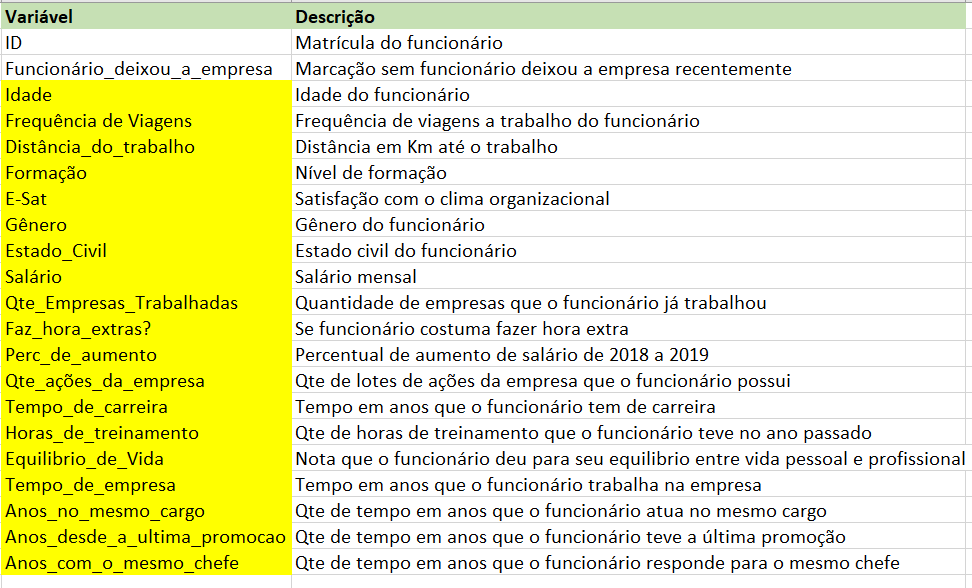 Variável Descrição
ID Matrícula do funcionário
Funcionário_deixou_a_empresa Marcação sem funcionário deixou a empresa recentemente
Idade Idade do funcionário
Frequência de Viagens Frequência de viagens a trabalho do funcionário
Distância_do_trabalho Distância em Km até o trabalho
Formação Nível de formação
E-Sat Satisfação com o clima organizacional
Gênero Gênero do funcionário
Estado_Civil Estado civil do funcionário
Salário Salário mensal
Qte_Empresas_Trabalhadas Quantidade de empresas que o funcionário já trabalhou
Faz_hora_extras? Se funcionário costuma fazer hora extra
Perc_de_aumento Percentual de aumento de salário de 2018 a 2019
Qte_ações_da_empresa Qte de lotes de ações da empresa que o funcionário possui
Tempo_de_carreira Tempo em anos que o funcionário tem de carreira
Horas_de_treinamento Qte de horas de treinamento que o funcionário teve no ano passado
Equilibrio_de_Vida Nota que o funcionário deu para seu equilibrio entre vida pessoal e profissional
Tempo_de_empresa Tempo em anos que o funcionário trabalha na empresa
Anos_no_mesmo_cargo Qte de tempo em anos que o funcionário atua no mesmo cargo
Anos_desde_a_ultima_promocao Qte de tempo em anos que o funcionário teve a última promoção
Anos_com_o_mesmo_chefe Qte de tempo em anos que o funcionário responde para o mesmo chefe